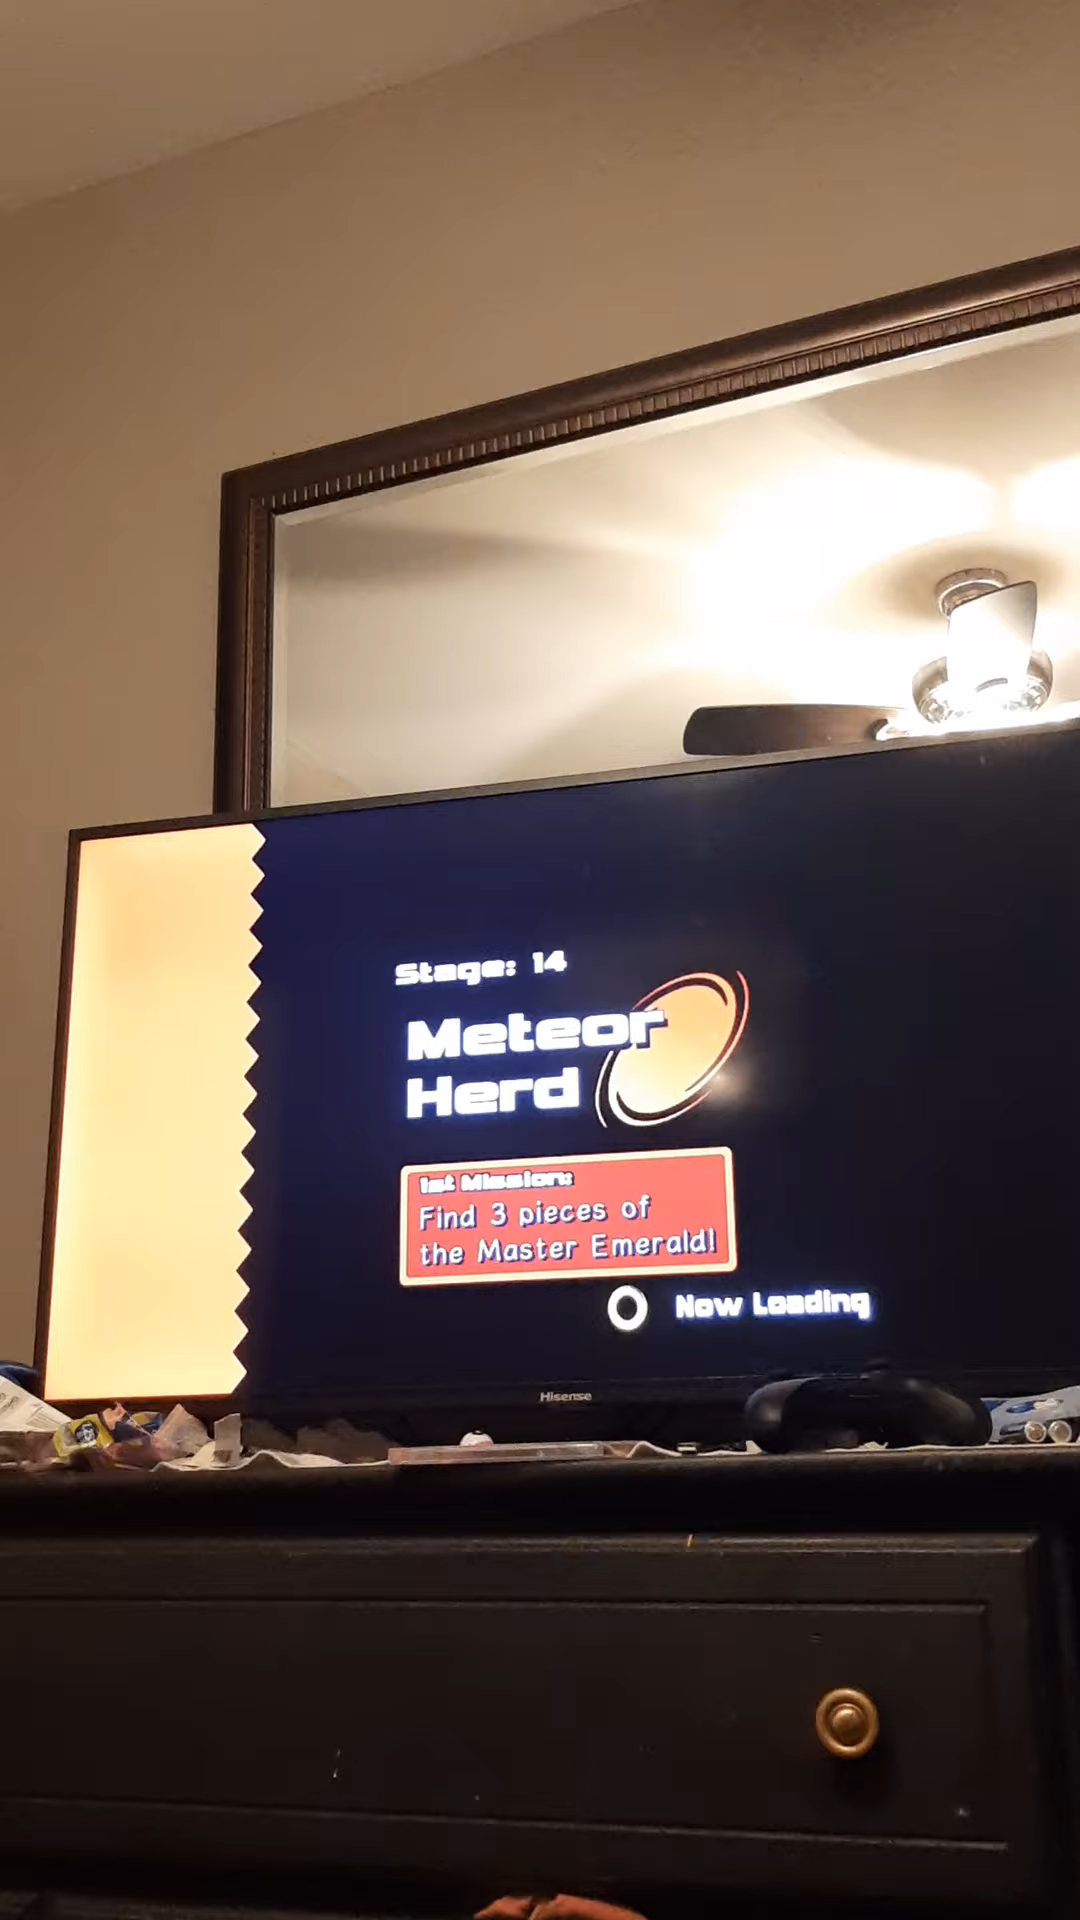 Stage: 14
Meteor
Herd
1st Mission:
Find 3 pieces of
the Master Emerald!
Now Loading
Hisense